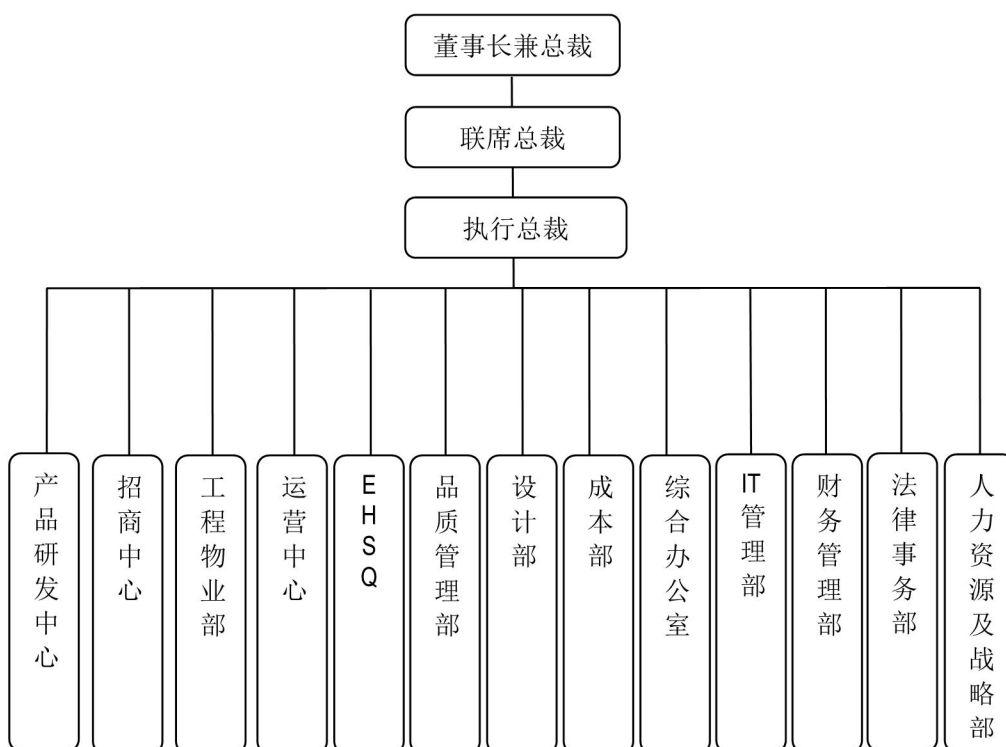 董事长兼总裁
联席总裁
执行总裁
产品研发中心
招商中心
工程物业部
运营中心
EHSQ
品质管理部
设计部
成本部
综合办公室
IT管理部
财务管理部
法律事务部
人力资源及战略部